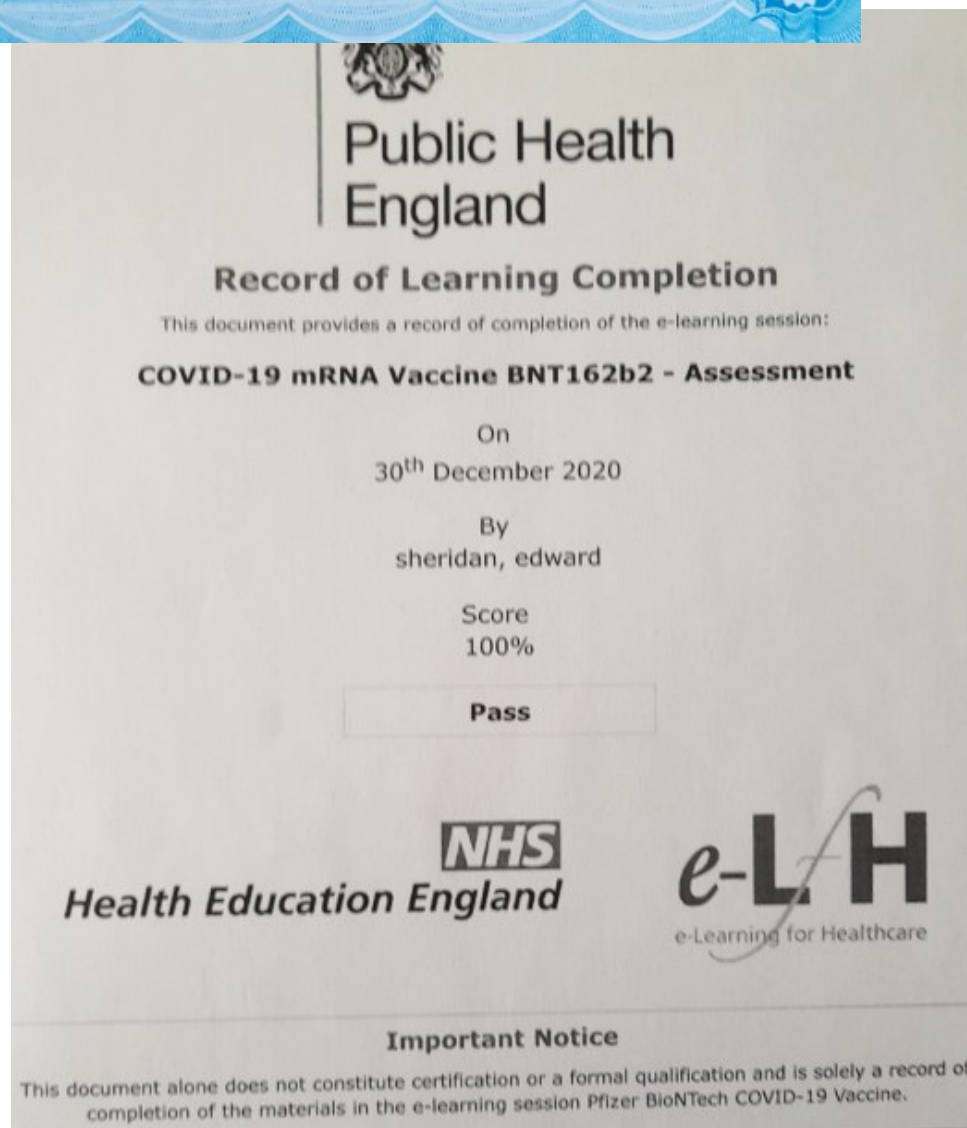 Public Health
England
Record of Learning Completion
This document provides a record of completion of the e-learning session:
COVID-19 mRNA Vaccine BNT162b2 - Assessment
On
30th December 2020
By
sheridan, edward
Score
100%
Pass
NHS
Health Education England
e-LfH
e-Learning for Healthcare
Important Notice
This document alone does not constitute certification or a formal qualification and is solely a record of
completion of the materials in the e-learning session Pfizer BioNTech COVID-19 Vaccine.